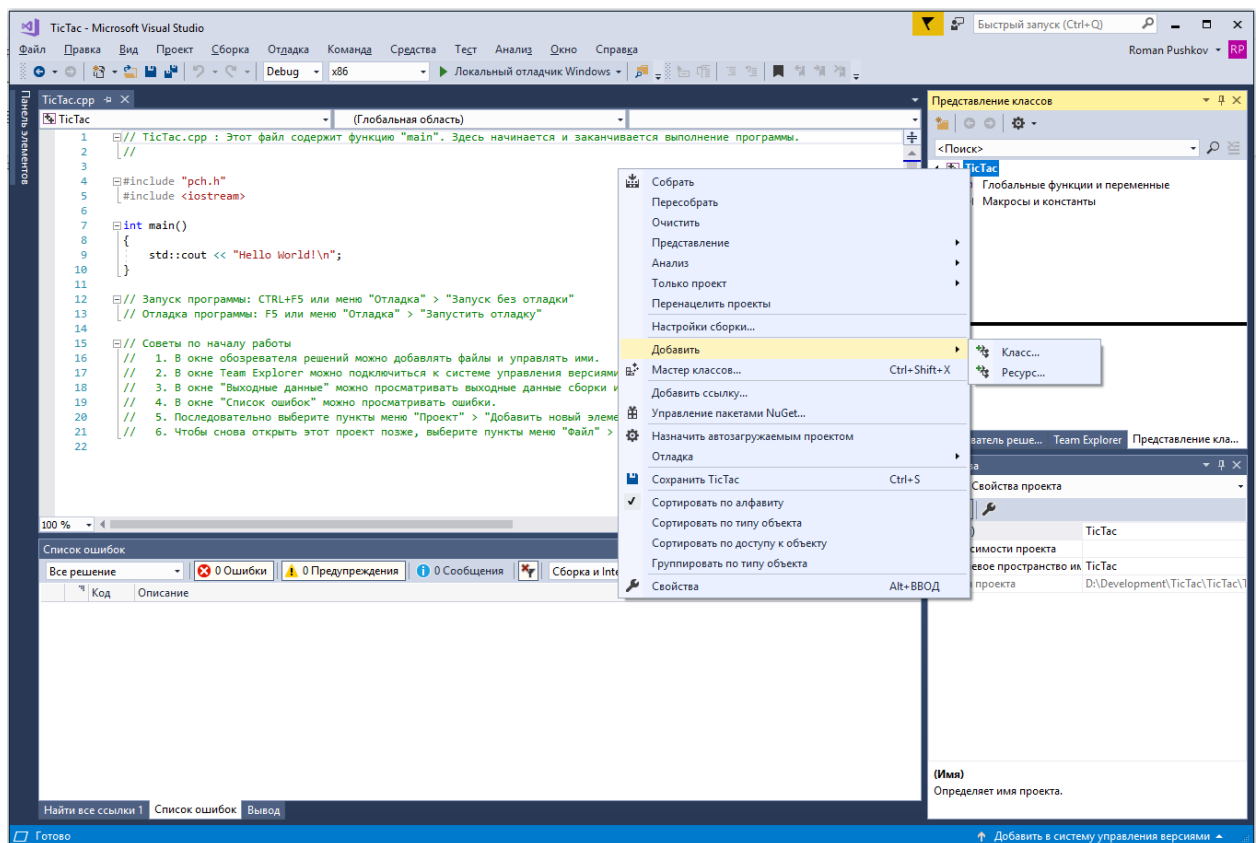 TicTac - Microsoft Visual Studio
Быстрый запуск (Ctrl+Q)
Файл Правка Вид Проект Сборка Отладка Команда Средства Тест Анализ Окно Справка
Roman Pushkov RP
Debug x86 Локальный отладчик Windows
Панель элементов
TicTac.cpp
TicTac (Глобальная область)
1 // TicTac.cpp : Этот файл содержит функцию "main". Здесь начинается и заканчивается выполнение программы.
2 //
3
4 #include "pch.h"
5 #include <iostream>
6
7 int main()
8 {
9 std::cout << "Hello World!\n";
10 }
11
12 // Запуск программы: CTRL+F5 или меню "Отладка" > "Запуск без отладки"
13 // Отладка программы: F5 или меню "Отладка" > "Запустить отладку"
14
15 // Советы по началу работы
16 // 1. В окне обозревателя решений можно добавлять файлы и управлять ими.
17 // 2. В окне Team Explorer можно подключиться к системе управления версиями
18 // 3. В окне "Выходные данные" можно просматривать выходные данные сборки и
19 // 4. В окне "Список ошибок" можно просматривать ошибки.
20 // 5. Последовательно выберите пункты меню "Проект" > "Добавить новый элеме
21 // 6. Чтобы снова открыть этот проект позже, выберите пункты меню "Файл" >
22
100 %
Собрать
Пересобрать
Очистить
Представление
Анализ
Только проект
Перенацелить проекты
Настройки сборки...
Добавить
Мастер классов... Ctrl+Shift+X
Добавить ссылку...
Управление пакетами NuGet...
Назначить автозагружаемым проектом
Отладка
Сохранить TicTac Ctrl+S
Сортировать по алфавиту
Сортировать по типу объекта
Сортировать по доступу к объекту
Группировать по типу объекта
Свойства Alt+ВВОД
Класс...
Ресурс...
Представление классов
<Поиск>
TicTac
Глобальные функции и переменные
Макросы и константы
ватель реше... Team Explorer Представление кла...
ва
Свойства проекта
) TicTac
симости проекта
евое пространство им TicTac
проекта D:\Development\TicTac\TicTac\T
(Имя)
Определяет имя проекта.
Список ошибок
Все решение 0 Ошибки 0 Предупреждения 0 Сообщения Сборка и Inte
Код Описание
Найти все ссылки 1 Список ошибок Вывод
Готово
Добавить в систему управления версиями